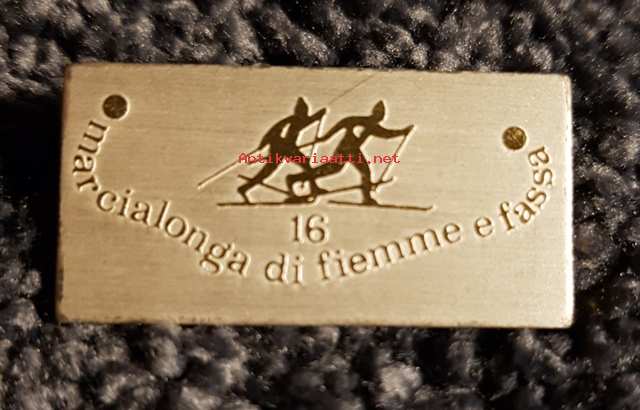 Antikvariaatti.net
16
marcialonga di fiemme e fassa